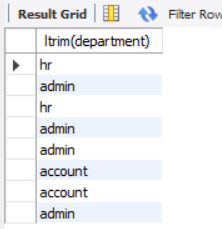 Result Grid Filter Row
ltrim(department)
hr
admin
hr
admin
admin
account
account
admin